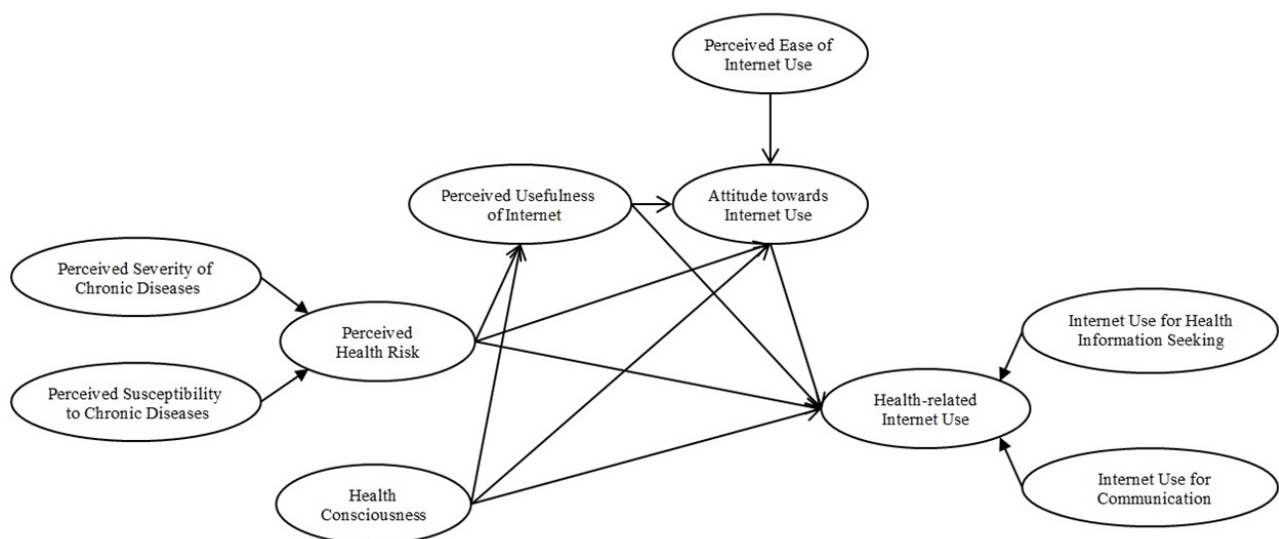 Perceived Ease of
Internet Use
Perceived Usefulness
of Internet
Attitude towards
Internet Use
Perceived Severity of
Chronic Diseases
Perceived
Health Risk
Perceived Susceptibility
to Chronic Diseases
Health
Consciousness
Internet Use for Health
Information Seeking
Health-related
Internet Use
Internet Use for
Communication